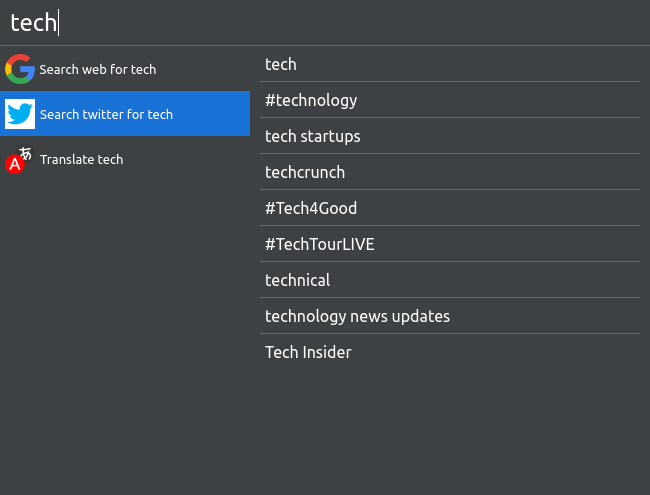 tech
Search web for tech
Search twitter for tech
あ
A
Translate tech
tech
#technology
tech startups
techcrunch
#Tech4Good
#TechTourLIVE
technical
technology news updates
Tech Insider